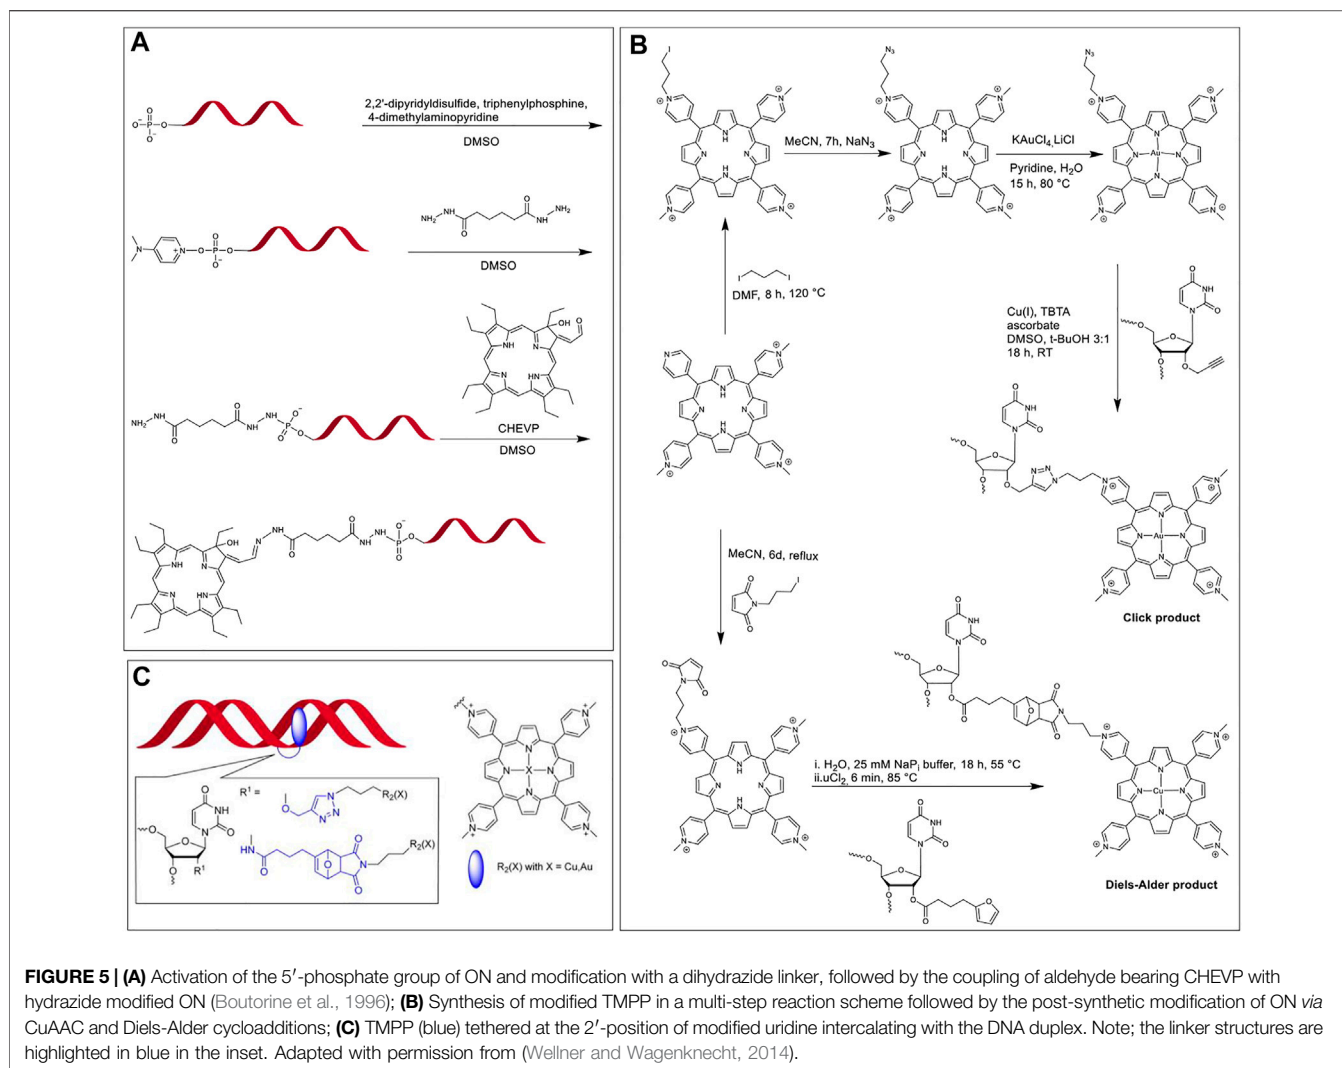 A
2,2'-dipyridyldisulfide, triphenylphosphine,
4-dimethylaminopyridine
DMSO
DMSO
CHEVP
DMSO
B
MeCN, 7h, NaN3
KAuCl4,LiCl
Pyridine, H2O
15 h, 80 °C
DMF, 8 h, 120 °C
Cu(I), TBTA
ascorbate
DMSO, t-BuOH 3:1
18 h, RT
Click product
MeCN, 6d, reflux
i. H2O, 25 mM NaPi buffer, 18 h, 55 °C
ii.uCl2, 6 min, 85 °C
Diels-Alder product
C
R1 =
R2(X)
R2(X)
R1
R2(X) with X = Cu,Au
FIGURE 5 | (A) Activation of the 5′-phosphate group of ON and modification with a dihydrazide linker, followed by the coupling of aldehyde bearing CHEVP with
hydrazide modified ON (Boutorine et al., 1996); (B) Synthesis of modified TMPP in a multi-step reaction scheme followed by the post-synthetic modification of ON via
CuAAC and Diels-Alder cycloadditions; (C) TMPP (blue) tethered at the 2′-position of modified uridine intercalating with the DNA duplex. Note; the linker structures are
highlighted in blue in the inset. Adapted with permission from (Wellner and Wagenknecht, 2014).